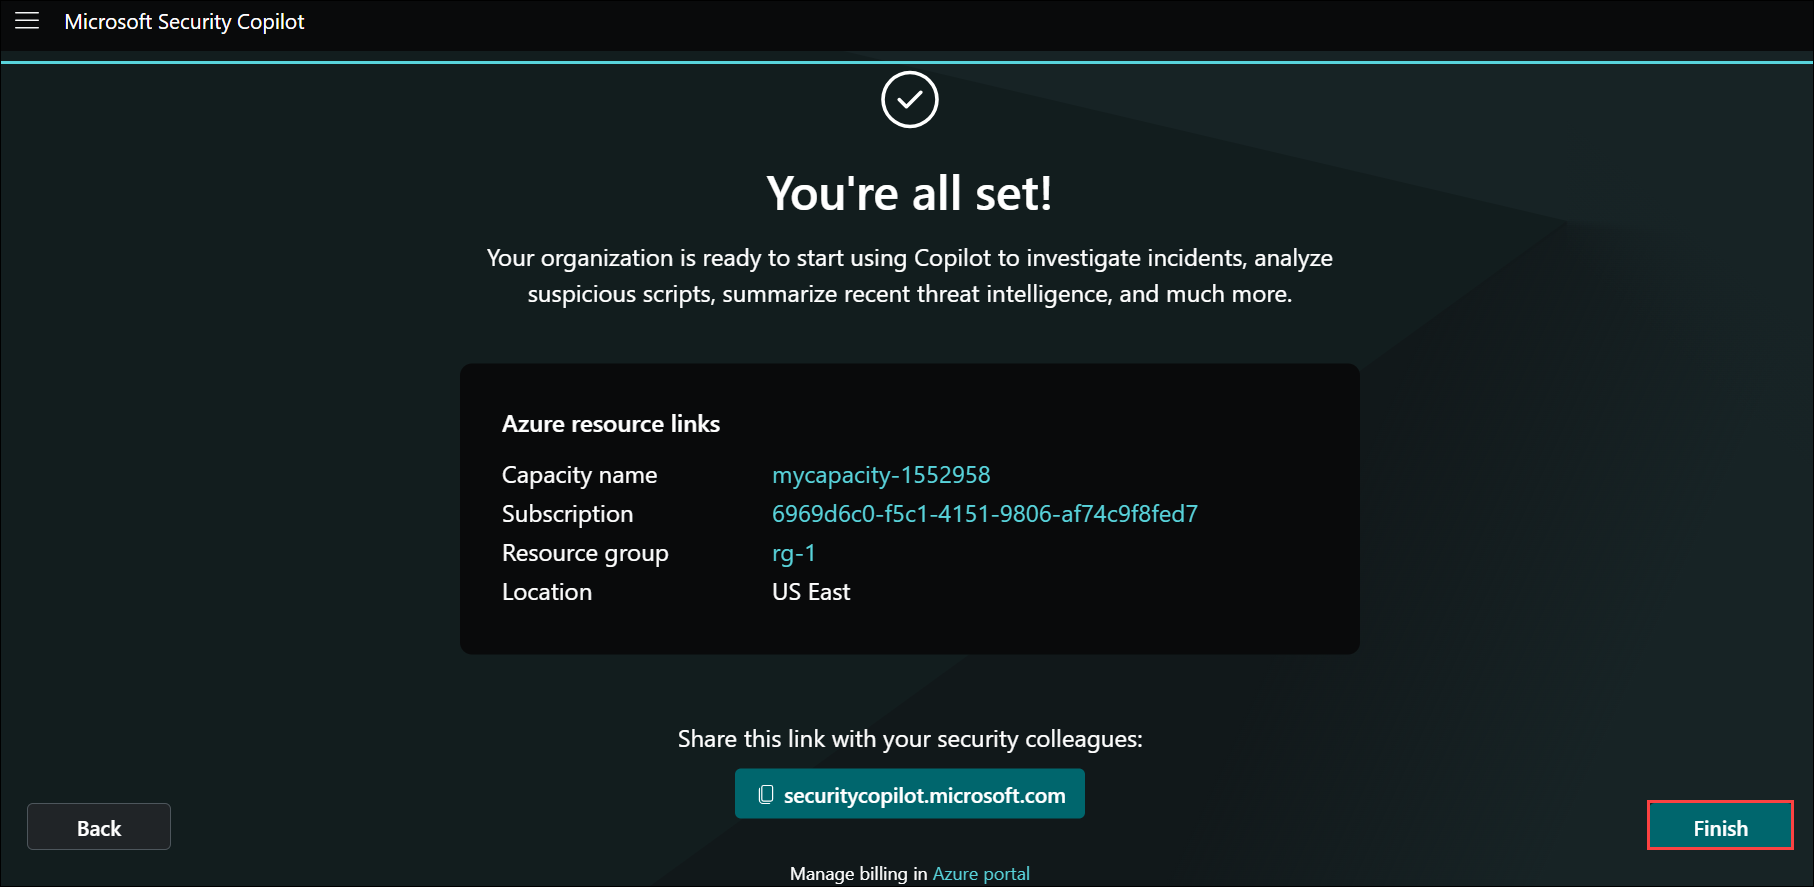 Microsoft Security Copilot
You're all set!
Your organization is ready to start using Copilot to investigate incidents, analyze
suspicious scripts, summarize recent threat intelligence, and much more.
Azure resource links
Capacity name mycapacity-1552958
Subscription 6969d6c0-f5c1-4151-9806-af74c9f8fed7
Resource group rg-1
Location US East
Share this link with your security colleagues:
securitycopilot.microsoft.com
Back
Finish
Manage billing in Azure portal